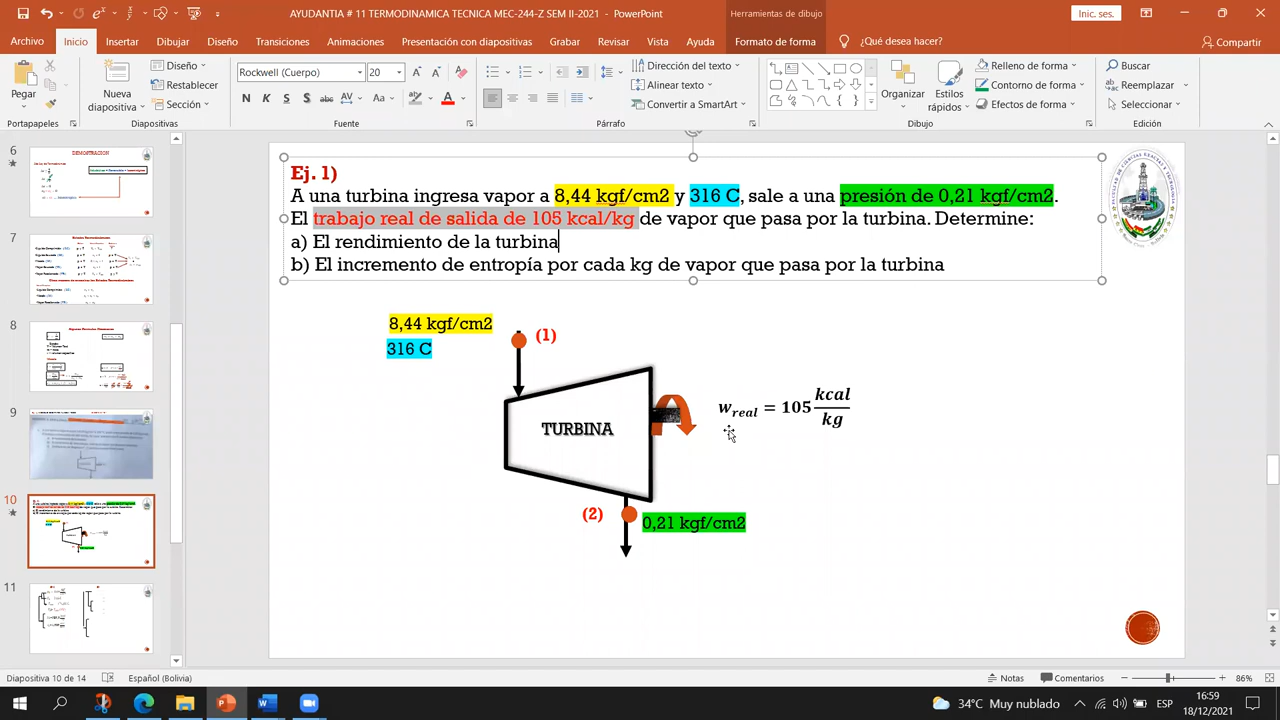 AYUDANTIA # 11 TERMODINAMICA TECNICA MEC-244-Z SEM II-2021 - PowerPoint
Herramientas de dibujo
Inic. ses.
Archivo Inicio Insertar Dibujar Diseño Transiciones Animaciones Presentación con diapositivas Grabar Revisar Vista Ayuda Formato de forma ¿Qué desea hacer? Compartir
Pegar
Nueva diapositiva
Diseño
Restablecer
Sección
Rockwell (Cuerpo) 20
N K S S abc AV Aa A
Dirección del texto
Alinear texto
Convertir a SmartArt
Organizar
Estilos rápidos
Relleno de forma
Contorno de forma
Efectos de forma
Buscar
Reemplazar
Seleccionar
Portapapeles Diapositivas Fuente Párrafo Dibujo Edición
6
8
9
10
11
Ej. 1)
A una turbina ingresa vapor a 8,44 kgf/cm2 y 316 C, sale a una presión de 0,21 kgf/cm2.
El trabajo real de salida de 105 kcal/kg de vapor que pasa por la turbina. Determine:
a) El rendimiento de la turbina
b) El incremento de entropía por cada kg de vapor que pasa por la turbina
8,44 kgf/cm2
316 C
(1)
TURBINA
w_real = 105 kcal/kg
(2)
0,21 kgf/cm2
Diapositiva 10 de 14 Español (Bolivia) Notas Comentarios 86%
34°C Muy nublado ESP 16:59
18/12/2021